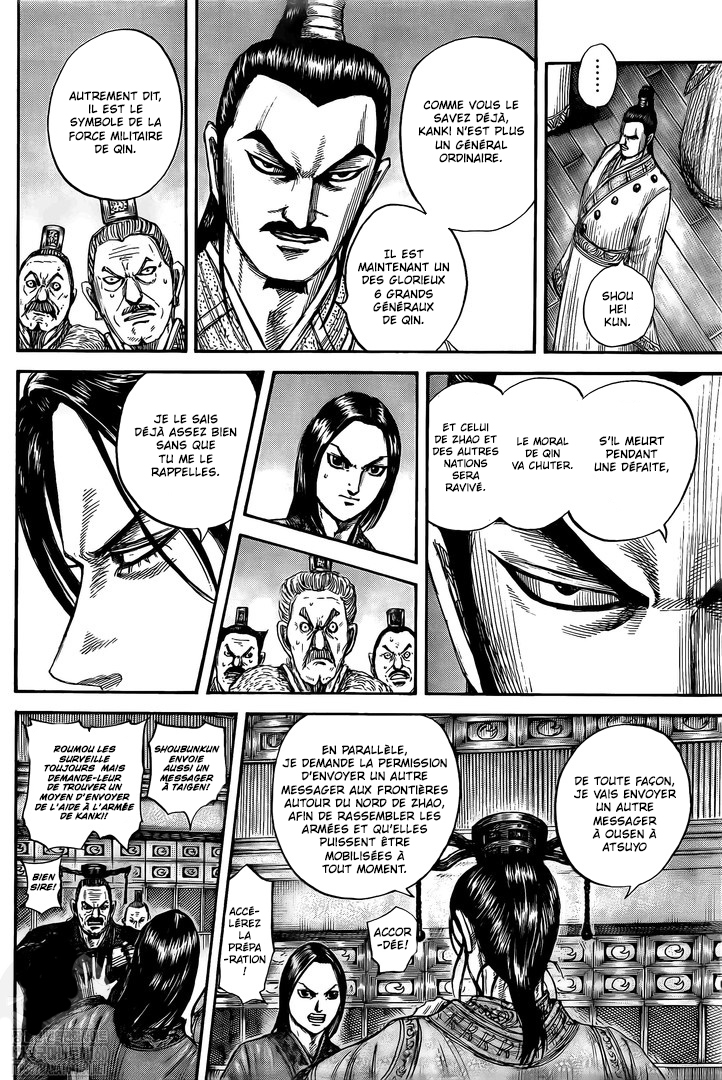 ......
SHOU
HEI
KUN.
COMME VOUS LE
SAVEZ DÉJÀ,
KANKI N'EST PLUS
UN GÉNÉRAL
ORDINAIRE.
IL EST
MAINTENANT UN
DES GLORIEUX
6 GRANDS
GÉNÉRAUX
DE QIN.
AUTREMENT DIT,
IL EST LE
SYMBOLE DE LA
FORCE MILITAIRE
DE QIN.
S'IL MEURT
PENDANT
UNE DÉFAITE,
LE MORAL
DE QIN
VA CHUTER.
ET CELUI
DE ZHAO ET
DES AUTRES
NATIONS
SERA
RAVIVÉ.
JE LE SAIS
DÉJÀ ASSEZ BIEN
SANS QUE
TU ME LE
RAPPELLES.
DE TOUTE FAÇON,
JE VAIS ENVOYER
UN AUTRE
MESSAGER
À OUSEN À
ATSUYO
EN PARALLÈLE,
JE DEMANDE LA PERMISSION
D'ENVOYER UN AUTRE
MESSAGER AUX FRONTIÈRES
AUTOUR DU NORD DE ZHAO,
AFIN DE RASSEMBLER LES
ARMÉES ET QU'ELLES
PUISSENT ÊTRE
MOBILISÉES À
TOUT MOMENT.
ACCOR
-DÉE!
ACCÉ-
LÉREZ
LA
PRÉPA
-RATION
!
SHOUBUNKUN
ENVOIE
AUSSI UN
MESSAGER
À TAIGEN!
ROUMOU LES
SURVEILLE
TOUJOURS MAIS
DEMANDE-LEUR
DE TROUVER UN
MOYEN D'ENVOYER
DE L'AIDE À L'ARMÉE
DE KANKI!!
BIEN
SIRE!